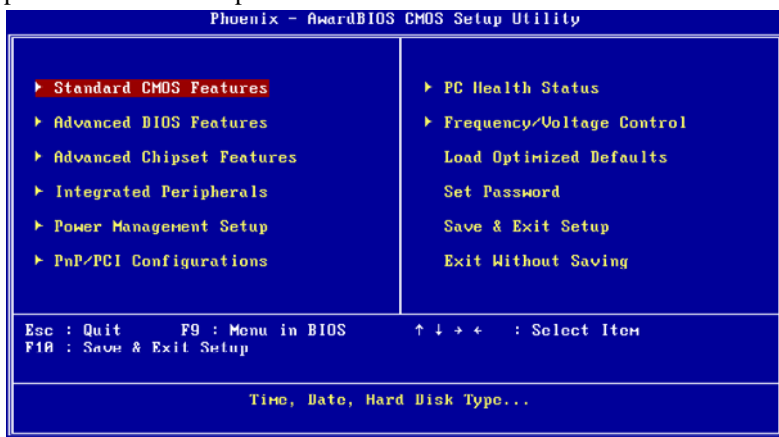 Phoenix - AwardBIOS CMOS Setup Utility
▶ Standard CMOS Features
▶ Advanced BIOS Features
▶ Advanced Chipset Features
▶ Integrated Peripherals
▶ Power Management Setup
▶ PnP/PCI Configurations
▶ PC Health Status
▶ Frequency/Voltage Control
Load Optimized Defaults
Set Password
Save & Exit Setup
Exit Without Saving
Esc : Quit F9 : Menu in BIOS ↑ ↓ → ← : Select Item
F10 : Save & Exit Setup
Time, Date, Hard Disk Type...